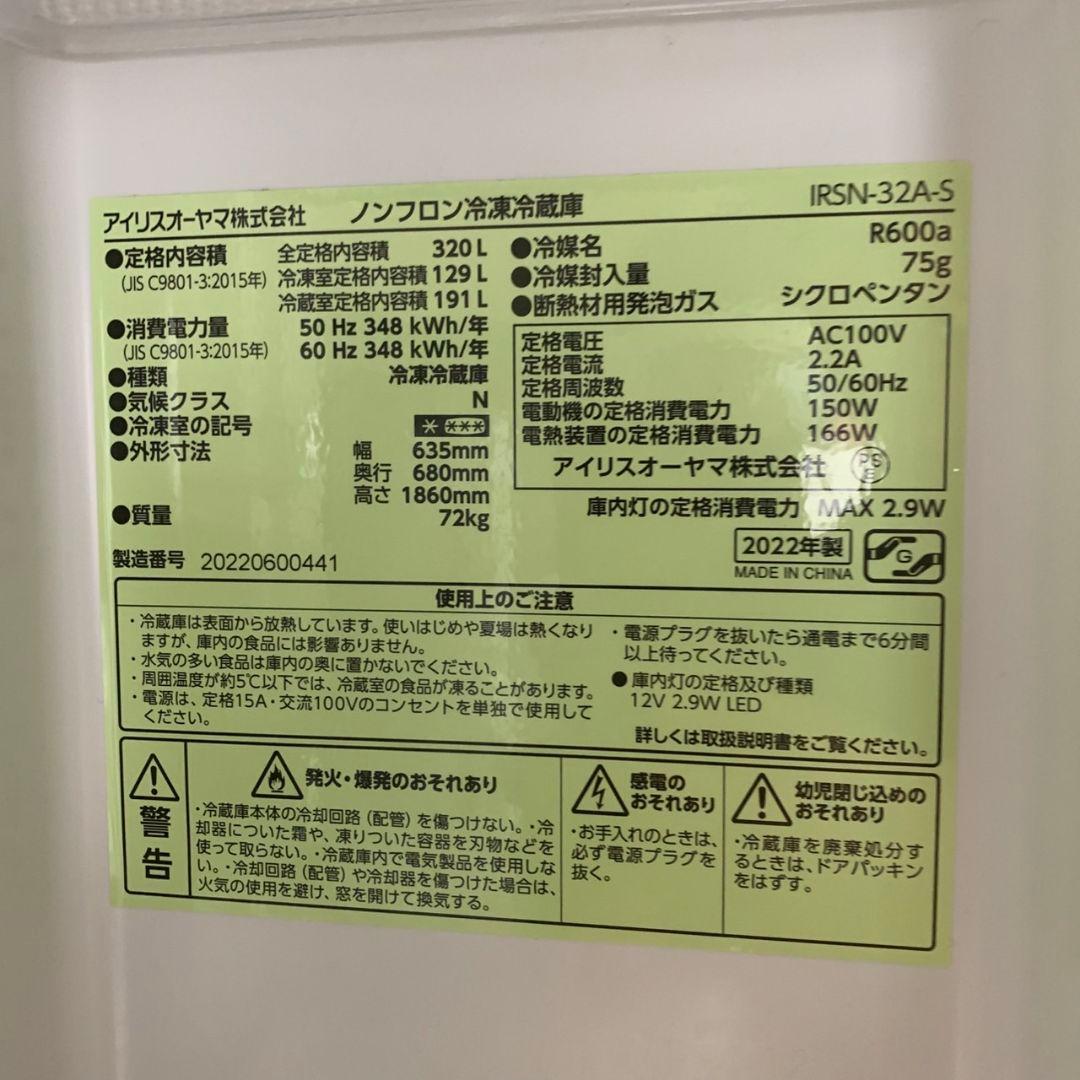 アイリスオーヤマ株式会社 ノンフロン冷凍冷蔵庫 IRSN-32A-S
●定格内容積 全定格内容積 320 L
(JIS C9801-3:2015年) 冷凍室定格内容積 129 L
冷蔵室定格内容積 191 L
●消費電力量 50 Hz 348 kWh/年
(JIS C9801-3:2015年) 60 Hz 348 kWh/年
●種類 冷凍冷蔵庫
●気候クラス N
●冷凍室の記号 * ***
●外形寸法 幅 635mm
奥行 680mm
高さ 1860mm
●質量 72kg
製造番号 20220600441
●冷媒名 R600a
●冷媒封入量 75g
●断熱材用発泡ガス シクロペンタン
定格電圧 AC100V
定格電流 2.2A
定格周波数 50/60Hz
電動機の定格消費電力 150W
電熱装置の定格消費電力 166W
アイリスオーヤマ株式会社 PS E
庫内灯の定格消費電力 MAX 2.9W
2022年製
MADE IN CHINA
G
使用上のご注意
・冷蔵庫は表面から放熱しています。使いはじめや夏場は熱くなり
ますが、庫内の食品には影響ありません。
・水気の多い食品は庫内の奥に置かないでください。
・周囲温度が約5℃以下では、冷蔵室の食品が凍ることがあります。
・電源は、定格15A・交流100Vのコンセントを単独で使用して
ください。
・電源プラグを抜いたら通電まで6分間
以上待ってください。
●庫内灯の定格及び種類
12V 2.9W LED
詳しくは取扱説明書をご覧ください。
警告
発火・爆発のおそれあり
・冷蔵庫本体の冷却回路(配管)を傷つけない。・冷
却器についた霜や、凍りついた容器を刃物などを
使って取らない。・冷蔵庫内で電気製品を使用しな
い。・冷却回路(配管)や冷却器を傷つけた場合は、
火気の使用を避け、窓を開けて換気する。
感電の
おそれあり
・お手入れのときは、
必ず電源プラグを
抜く。
幼児閉じ込めの
おそれあり
・冷蔵庫を廃棄処分す
るときは、ドアパッキン
をはずす。